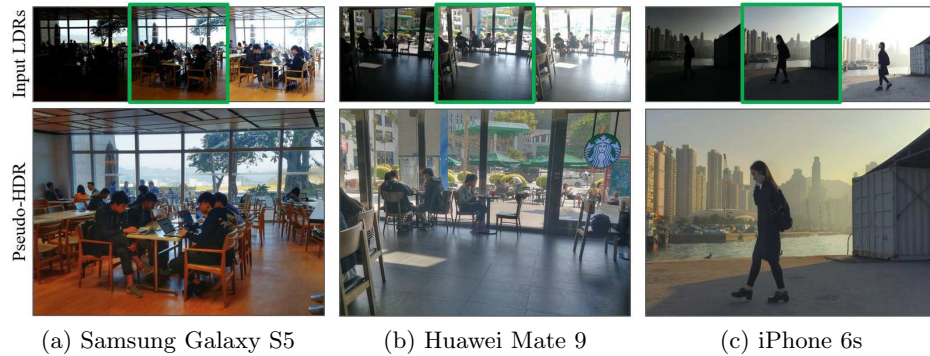 Input LDRs
Pseudo-HDR
(a) Samsung Galaxy S5
(b) Huawei Mate 9
(c) iPhone 6s